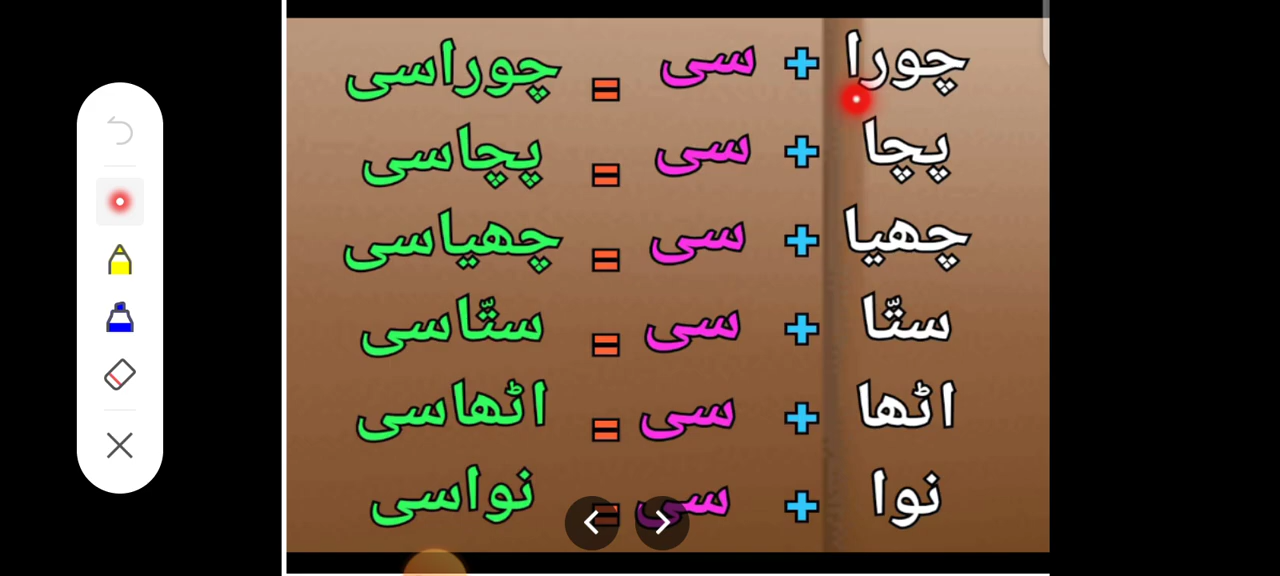 چورا + سی = چوراسی
پچا + سی = پچاسی
چھیا + سی = چھیاسی
ستّا + سی = ستّاسی
اٹھا + سی = اٹھاسی
نوا + سی = نواسی